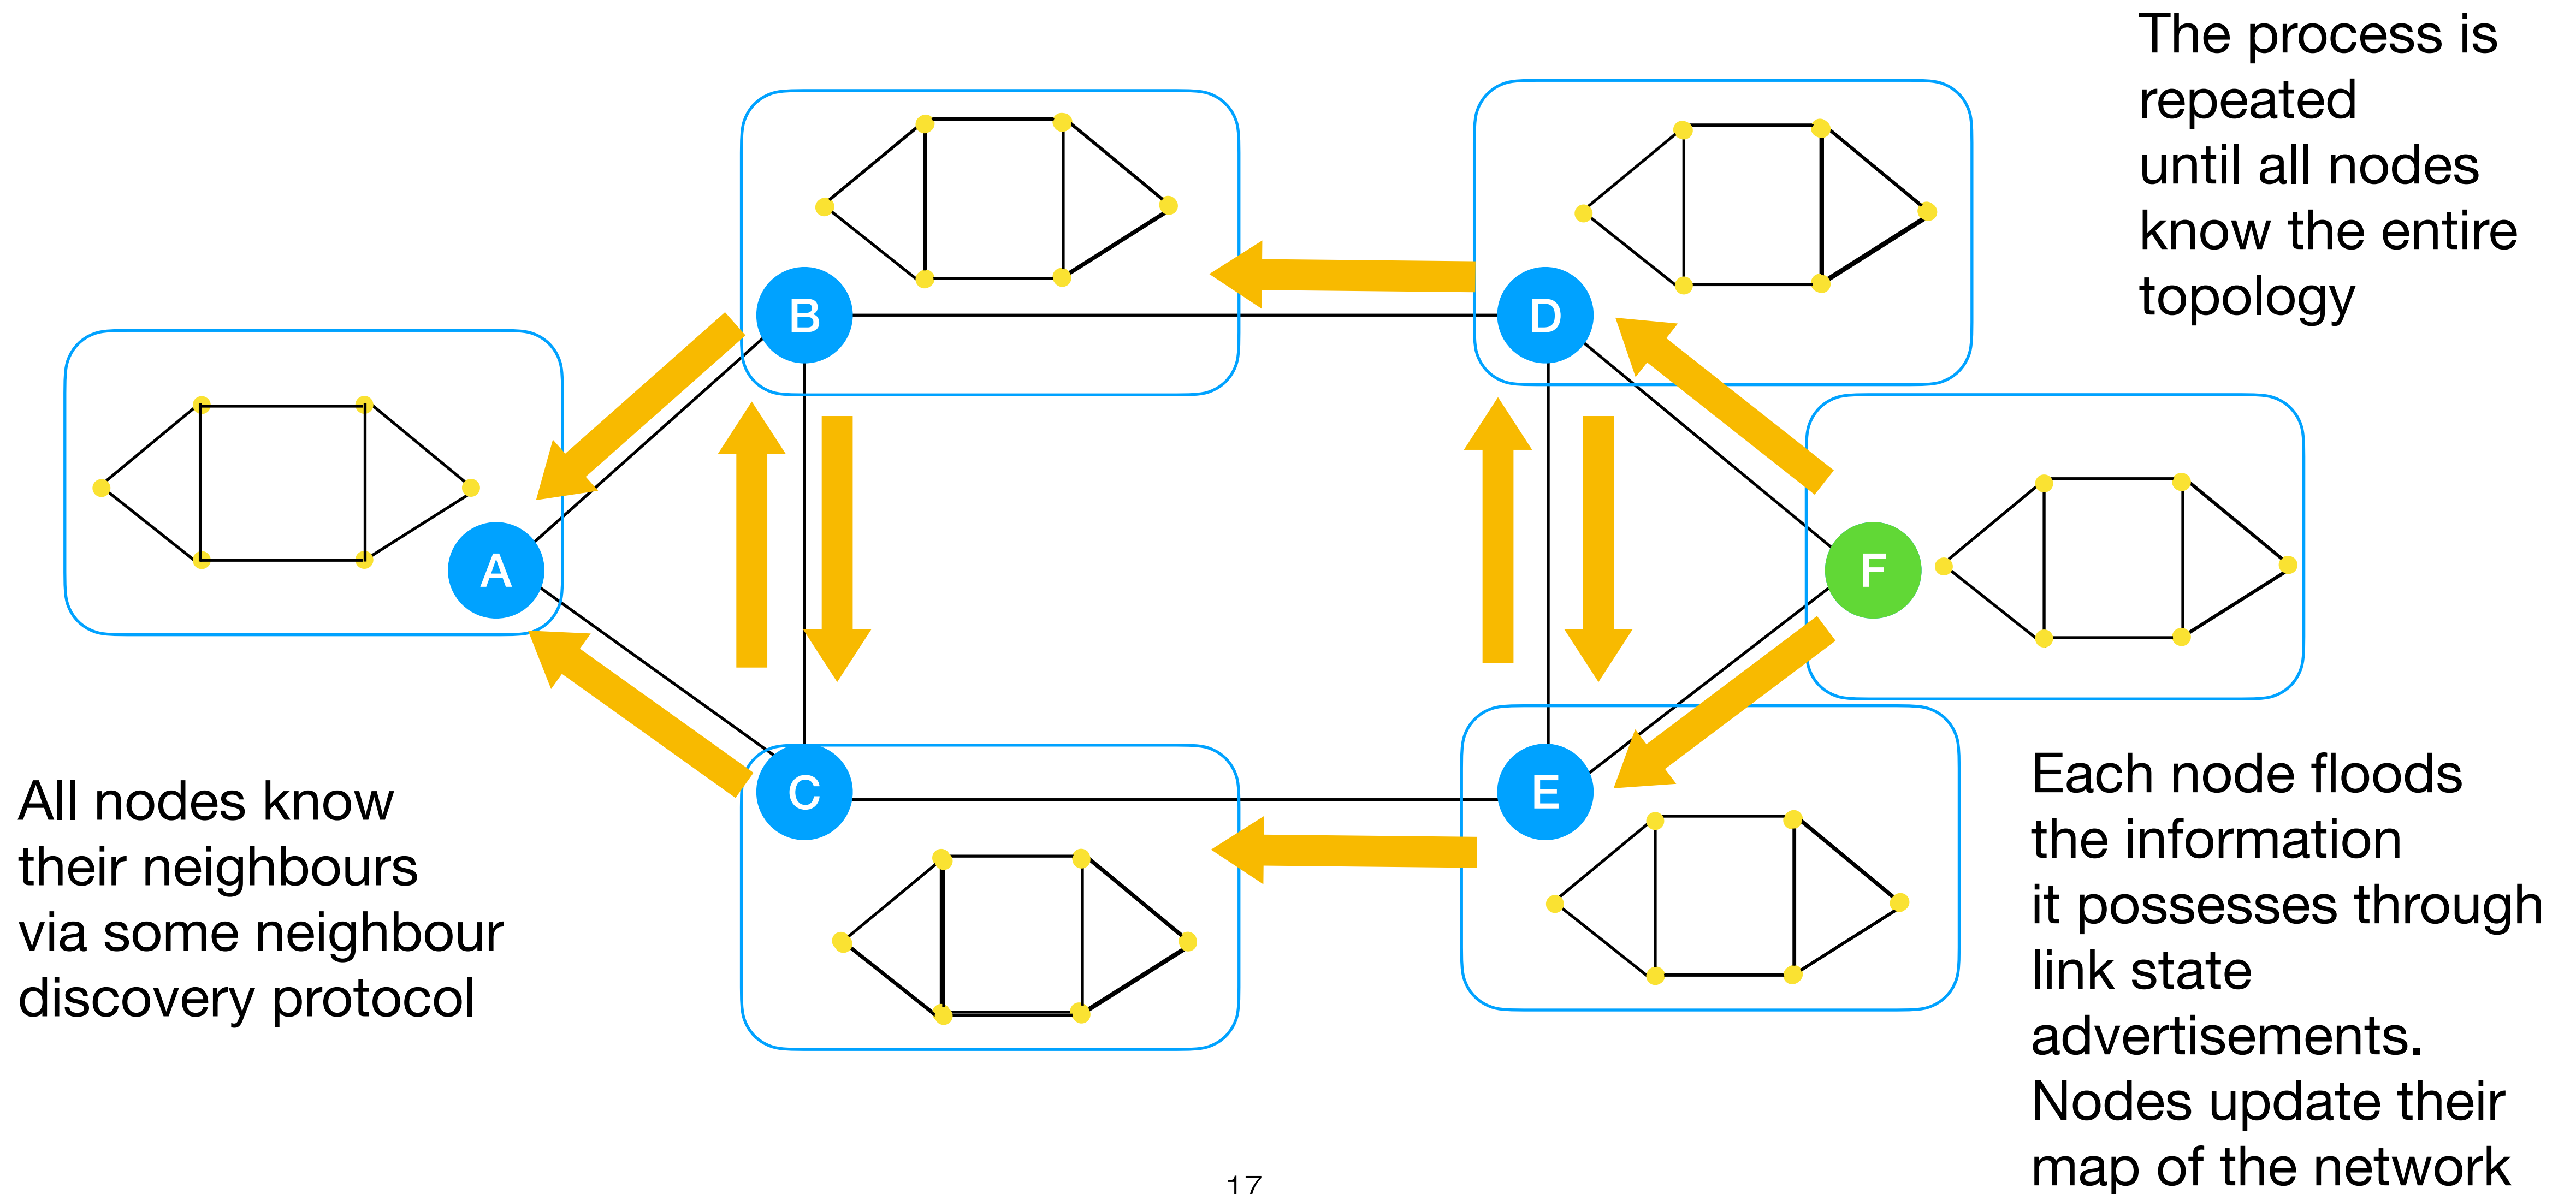 The process is
repeated
until all nodes
know the entire
topology
B
D
A
F
C
E
All nodes know
their neighbours
via some neighbour
discovery protocol
Each node floods
the information
it possesses through
link state
advertisements.
Nodes update their
map of the network
17